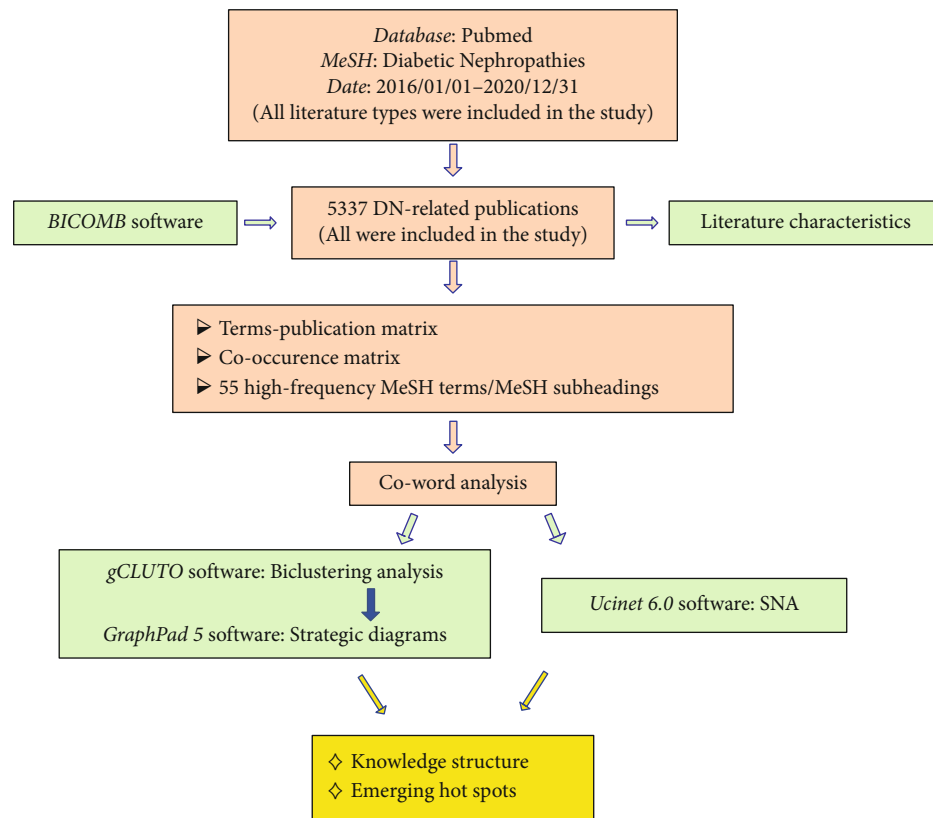 Database: Pubmed
MeSH: Diabetic Nephropathies
Date: 2016/01/01–2020/12/31
(All literature types were included in the study)
BICOMB software
5337 DN-related publications
(All were included in the study)
Literature characteristics
Terms-publication matrix
Co-occurence matrix
55 high-frequency MeSH terms/MeSH subheadings
Co-word analysis
gCLUTO software: Biclustering analysis
GraphPad 5 software: Strategic diagrams
Ucinet 6.0 software: SNA
Knowledge structure
Emerging hot spots